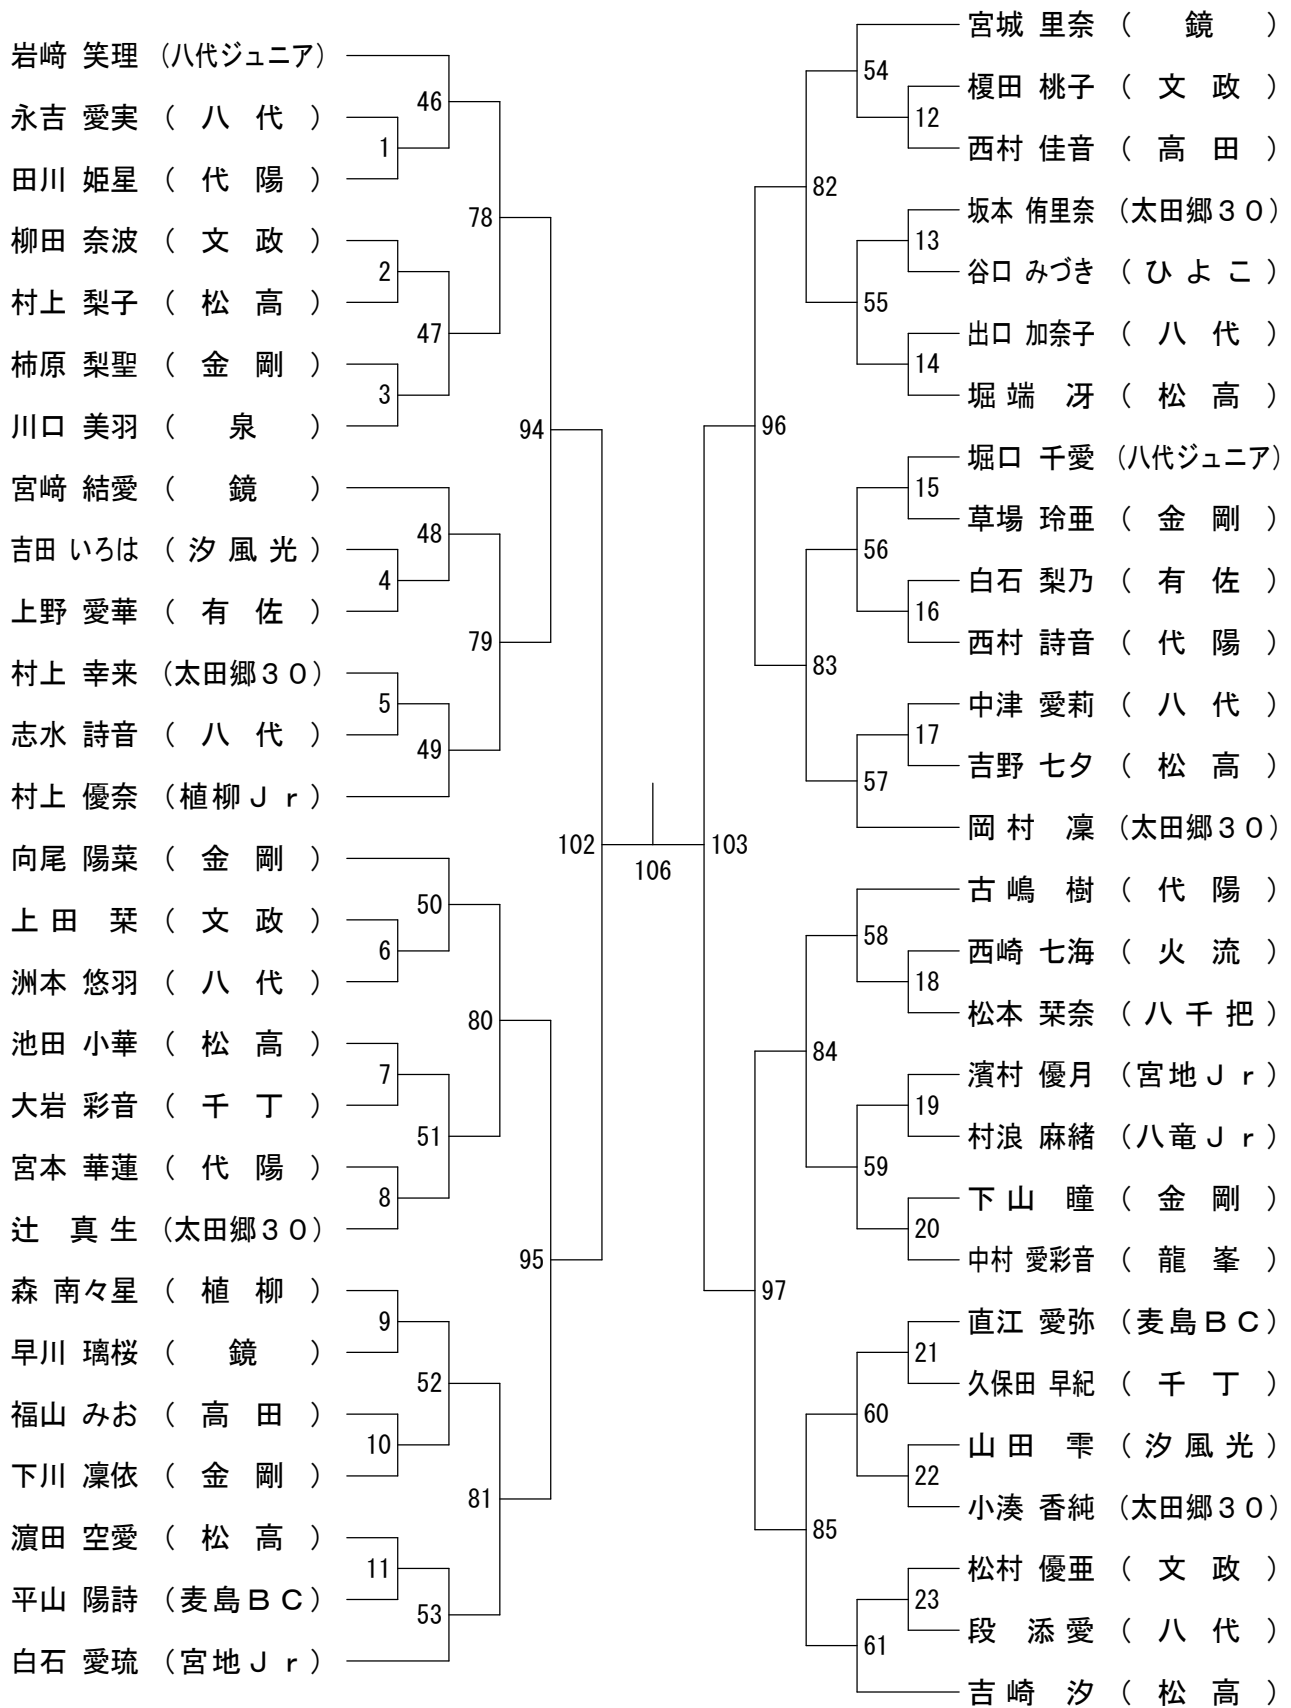 岩﨑 笑理 (八代ジュニア)
永吉 愛実 ( 八 代 )
田川 姫星 ( 代 陽 )
柳田 奈波 ( 文 政 )
村上 梨子 ( 松 高 )
柿原 梨聖 ( 金 剛 )
川口 美羽 ( 泉 )
宮﨑 結愛 ( 鏡 )
吉田 いろは ( 汐 風 光 )
上野 愛華 ( 有 佐 )
村上 幸来 (太田郷30)
志水 詩音 ( 八 代 )
村上 優奈 (植柳Jr)
向尾 陽菜 ( 金 剛 )
上田 栞 ( 文 政 )
洲本 悠羽 ( 八 代 )
池田 小華 ( 松 高 )
大岩 彩音 ( 千 丁 )
宮本 華蓮 ( 代 陽 )
辻 真生 (太田郷30)
森 南々星 ( 植 柳 )
早川 璃桜 ( 鏡 )
福山 みお ( 高 田 )
下川 凜依 ( 金 剛 )
濵田 空愛 ( 松 高 )
平山 陽詩 (麦島BC)
白石 愛琉 (宮地Jr)
1
2
3
4
5
6
7
8
9
10
11
46
47
48
49
50
51
52
53
78
79
80
81
94
95
102
106
103
96
97
82
83
84
85
54
55
56
57
58
59
60
61
12
13
14
15
16
17
18
19
20
21
22
23
宮城 里奈 ( 鏡 )
榎田 桃子 ( 文 政 )
西村 佳音 ( 高 田 )
坂本 侑里奈 (太田郷30)
谷口 みづき ( ひ よ こ )
出口 加奈子 ( 八 代 )
堀端 冴 ( 松 高 )
堀口 千愛 (八代ジュニア)
草場 玲亜 ( 金 剛 )
白石 梨乃 ( 有 佐 )
西村 詩音 ( 代 陽 )
中津 愛莉 ( 八 代 )
吉野 七夕 ( 松 高 )
岡村 凜 (太田郷30)
古嶋 樹 ( 代 陽 )
西崎 七海 ( 火 流 )
松本 栞奈 ( 八 千 把 )
濱村 優月 (宮地Jr)
村浪 麻緒 (八竜Jr)
下山 瞳 ( 金 剛 )
中村 愛彩音 ( 龍 峯 )
直江 愛弥 (麦島BC)
久保田 早紀 ( 千 丁 )
山田 雫 ( 汐 風 光 )
小湊 香純 (太田郷30)
松村 優亜 ( 文 政 )
段 添愛 ( 八 代 )
吉崎 汐 ( 松 高 )